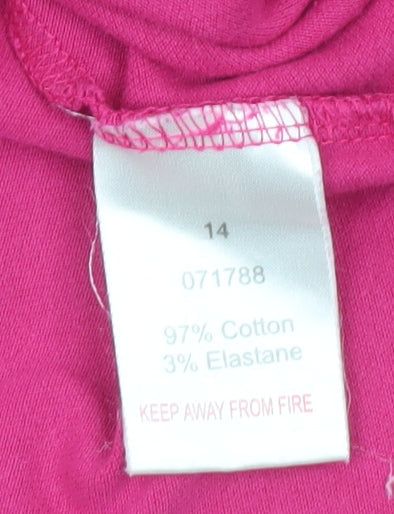 14
071788
97% Cotton
3% Elastane
KEEP AWAY FROM FIRE